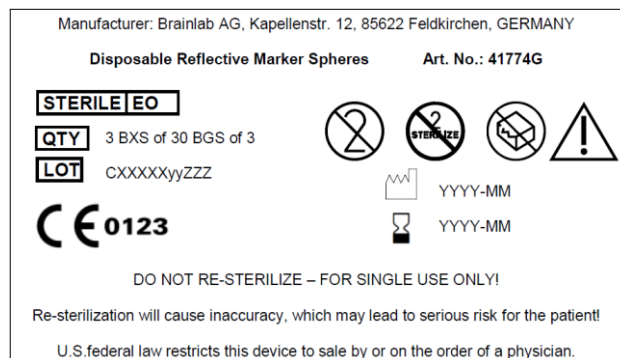 Manufacturer: Brainlab AG, Kapellenstr. 12, 85622 Feldkirchen, GERMANY
Disposable Reflective Marker Spheres Art. No.: 41774G
STERILE EO
QTY 3 BXS of 30 BGS of 3
LOT CXXXXXyyZZZ
2
2
STERILIZE
YYYY-MM
YYYY-MM
CE 0123
DO NOT RE-STERILIZE – FOR SINGLE USE ONLY!
Re-sterilization will cause inaccuracy, which may lead to serious risk for the patient!
U.S.federal law restricts this device to sale by or on the order of a physician.